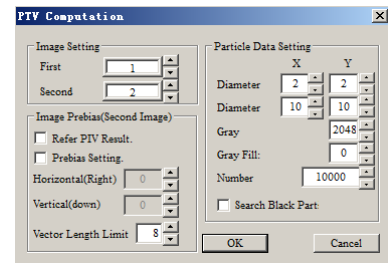 PTV Computation
Image Setting
First 1
Second 2
Image Prebias(Second Image)
Refer PIV Result.
Prebias Setting.
Horizontal(Right) 0
Vertical(down) 0
Vector Length Limit 8
Particle Data Setting
X Y
Diameter 2 2
Diameter 10 10
Gray 2048
Gray Fill: 0
Number 10000
Search Black Part:
OK Cancel